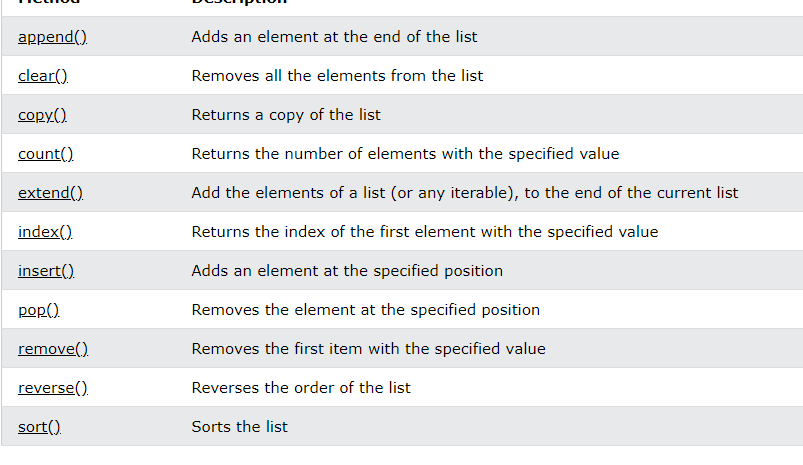 Method Description
append() Adds an element at the end of the list
clear() Removes all the elements from the list
copy() Returns a copy of the list
count() Returns the number of elements with the specified value
extend() Add the elements of a list (or any iterable), to the end of the current list
index() Returns the index of the first element with the specified value
insert() Adds an element at the specified position
pop() Removes the element at the specified position
remove() Removes the first item with the specified value
reverse() Reverses the order of the list
sort() Sorts the list